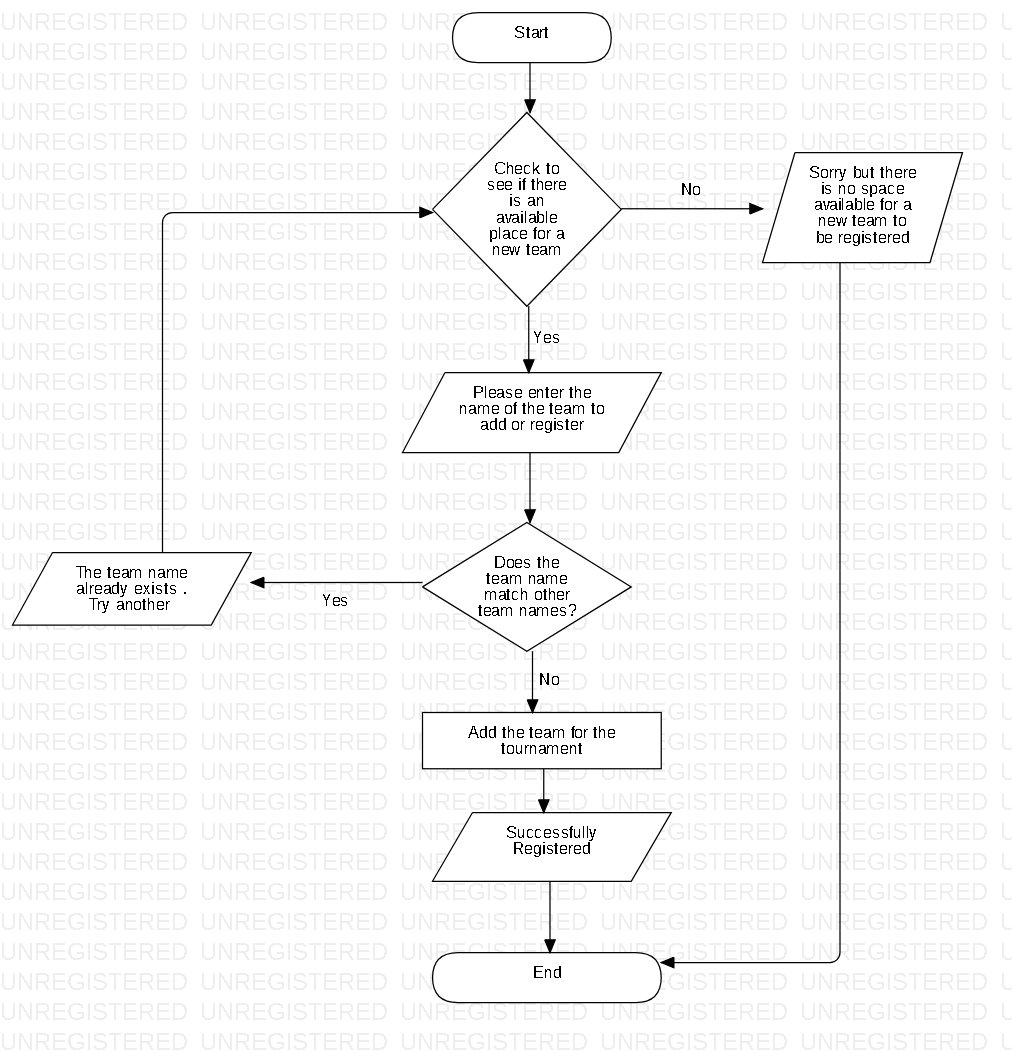 Start
Check to
see if there
is an
available
place for a
new team
No
Sorry but there
is no space
available for a
new team to
be registered
Yes
Please enter the
name of the team to
add or register
Does the
team name
match other
team names?
Yes
The team name
already exists .
Try another
No
Add the team for the
tournament
Successfully
Registered
End
UNREGISTERED